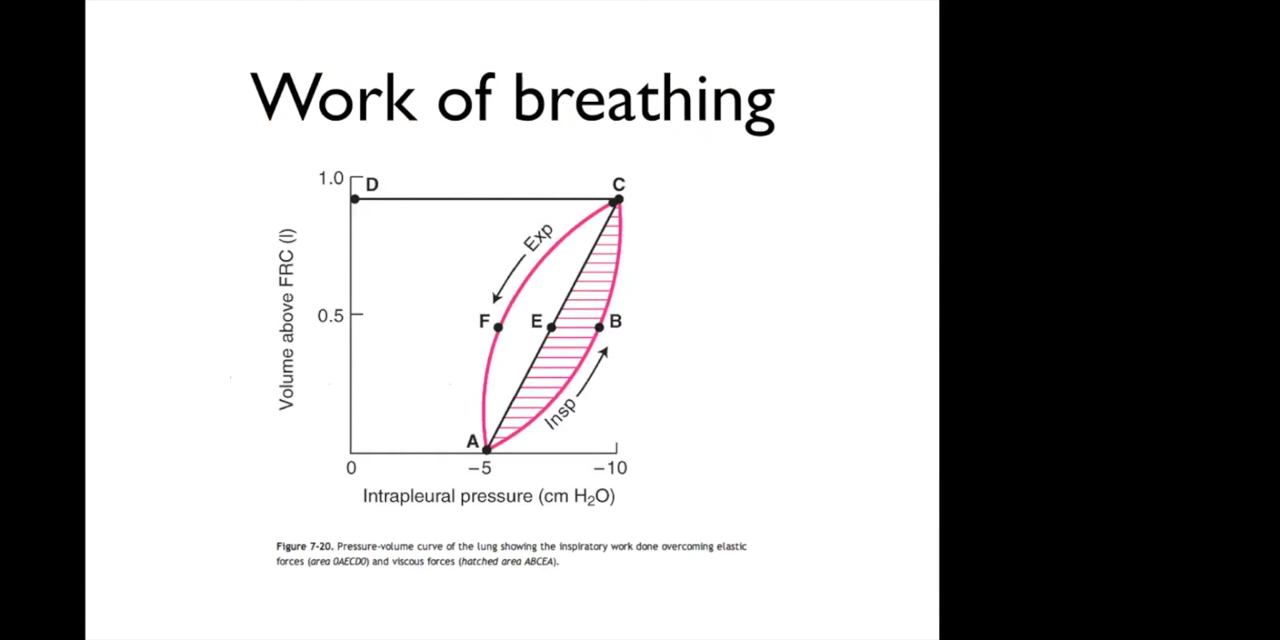 Work of breathing
1.0
D
C
Exp
Volume above FRC (l)
0.5
F
E
B
Insp
A
0
−5
−10
Intrapleural pressure (cm H₂O)
Figure 7-20. Pressure-volume curve of the lung showing the inspiratory work done overcoming elastic
forces (area 0AECD0) and viscous forces (hatched area ABCEA).